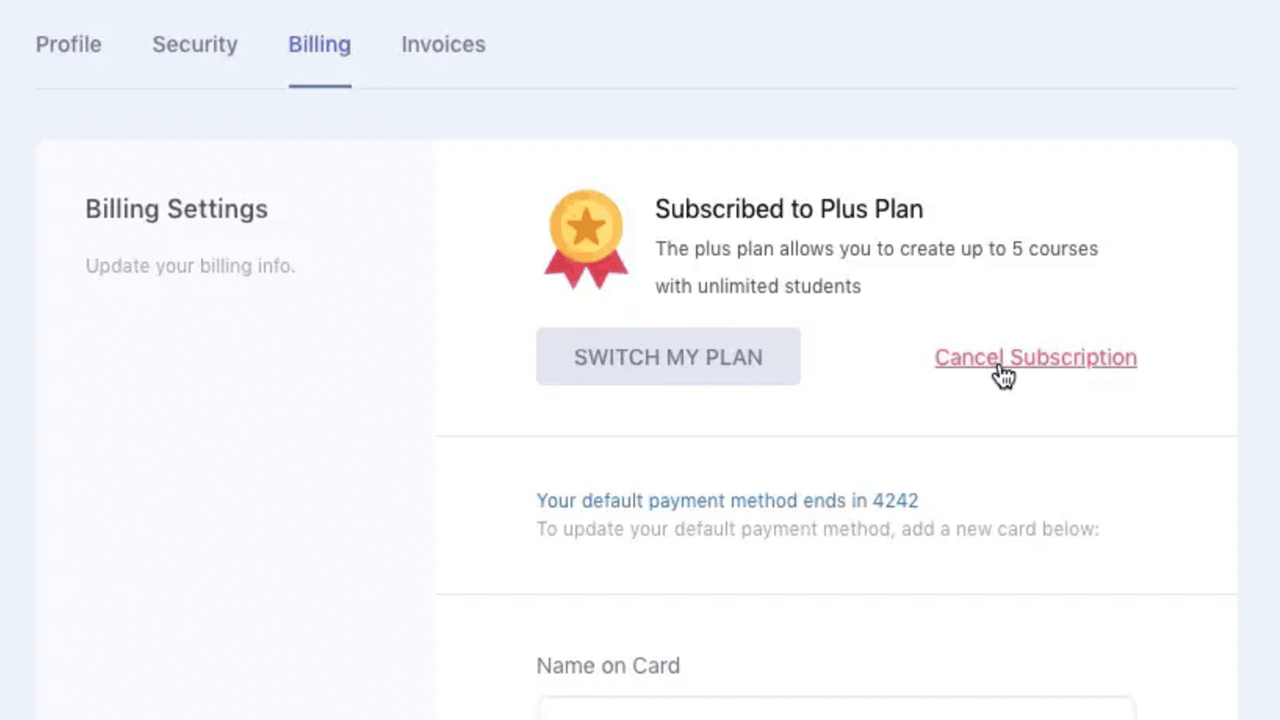 Profile Security Billing Invoices
Billing Settings
Update your billing info.
Subscribed to Plus Plan
The plus plan allows you to create up to 5 courses
with unlimited students
SWITCH MY PLAN
Cancel Subscription
Your default payment method ends in 4242
To update your default payment method, add a new card below:
Name on Card